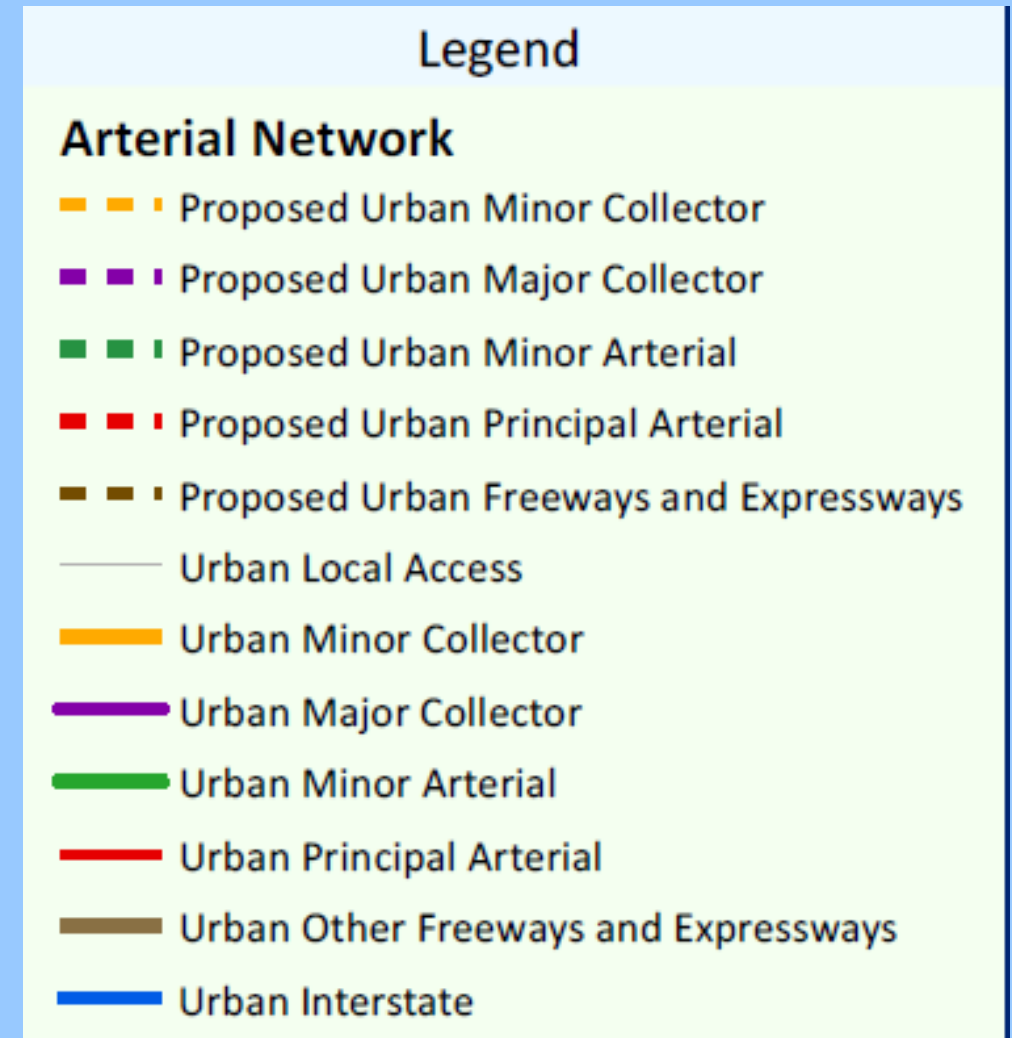 Legend
Arterial Network
Proposed Urban Minor Collector
Proposed Urban Major Collector
Proposed Urban Minor Arterial
Proposed Urban Principal Arterial
Proposed Urban Freeways and Expressways
Urban Local Access
Urban Minor Collector
Urban Major Collector
Urban Minor Arterial
Urban Principal Arterial
Urban Other Freeways and Expressways
Urban Interstate